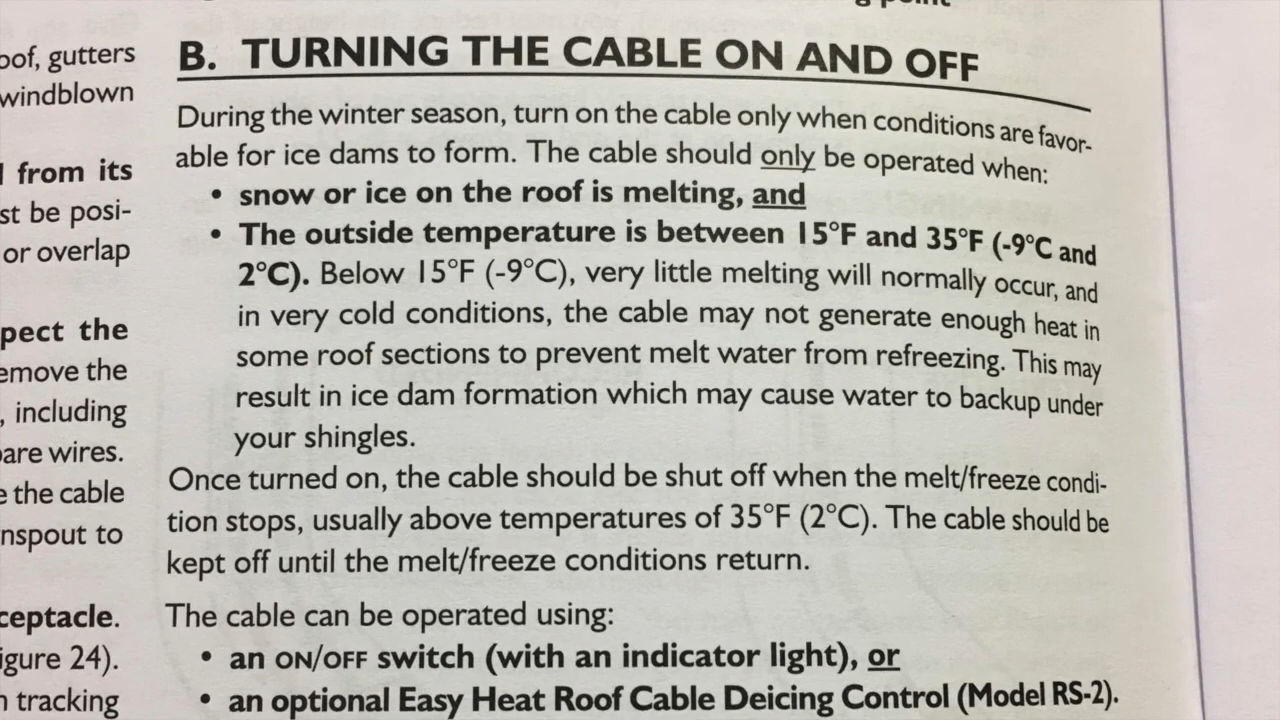 oof, gutters
windblown
from its
st be posi-
or overlap
pect the
emove the
, including
are wires.
e the cable
nspout to
ceptacle.
igure 24).
tracking
point
B. TURNING THE CABLE ON AND OFF
During the winter season, turn on the cable only when conditions are favor-
able for ice dams to form. The cable should only be operated when:
• snow or ice on the roof is melting, and
• The outside temperature is between 15°F and 35°F (-9°C and
2°C). Below 15°F (-9°C), very little melting will normally occur, and
in very cold conditions, the cable may not generate enough heat in
some roof sections to prevent melt water from refreezing. This may
result in ice dam formation which may cause water to backup under
your shingles.
Once turned on, the cable should be shut off when the melt/freeze condi-
tion stops, usually above temperatures of 35°F (2°C). The cable should be
kept off until the melt/freeze conditions return.
The cable can be operated using:
• an ON/OFF switch (with an indicator light), or
• an optional Easy Heat Roof Cable Deicing Control (Model RS-2).